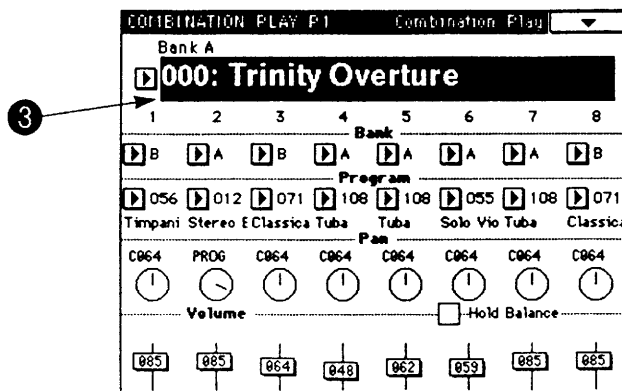 COMBINATION PLAY P1 Combination Play
Bank A
000: Trinity Overture
3
1 2 3 4 5 6 7 8
Bank
B A B A A A A B
Program
056 012 071 108 108 055 108 071
Timpani Stereo E Classica Tuba Tuba Solo Vio Tuba Classica
Pan
C064 PROG C064 C064 C064 C064 C064 C064
Volume Hold Balance
085 085 064 048 062 059 085 085